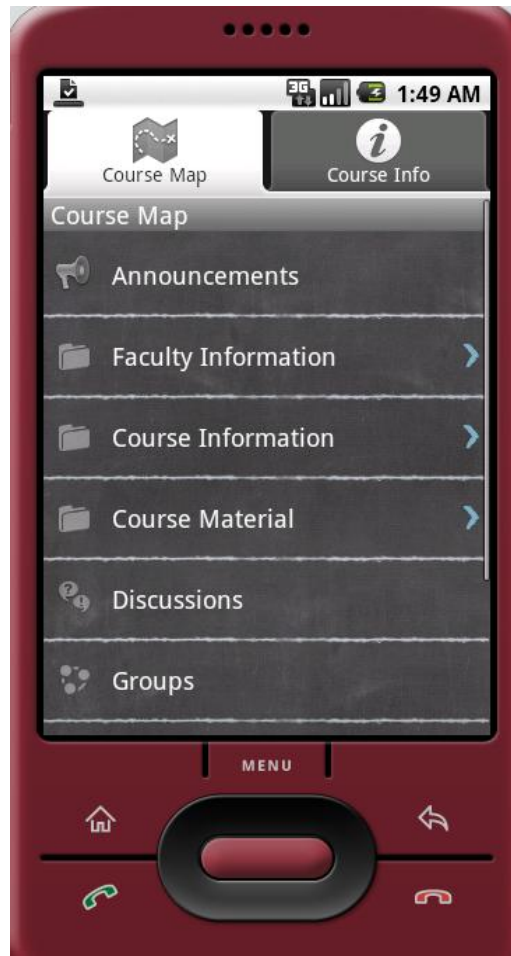 3G
1:49 AM
Course Map
Course Info
Course Map
Announcements
Faculty Information
Course Information
Course Material
Discussions
Groups
MENU